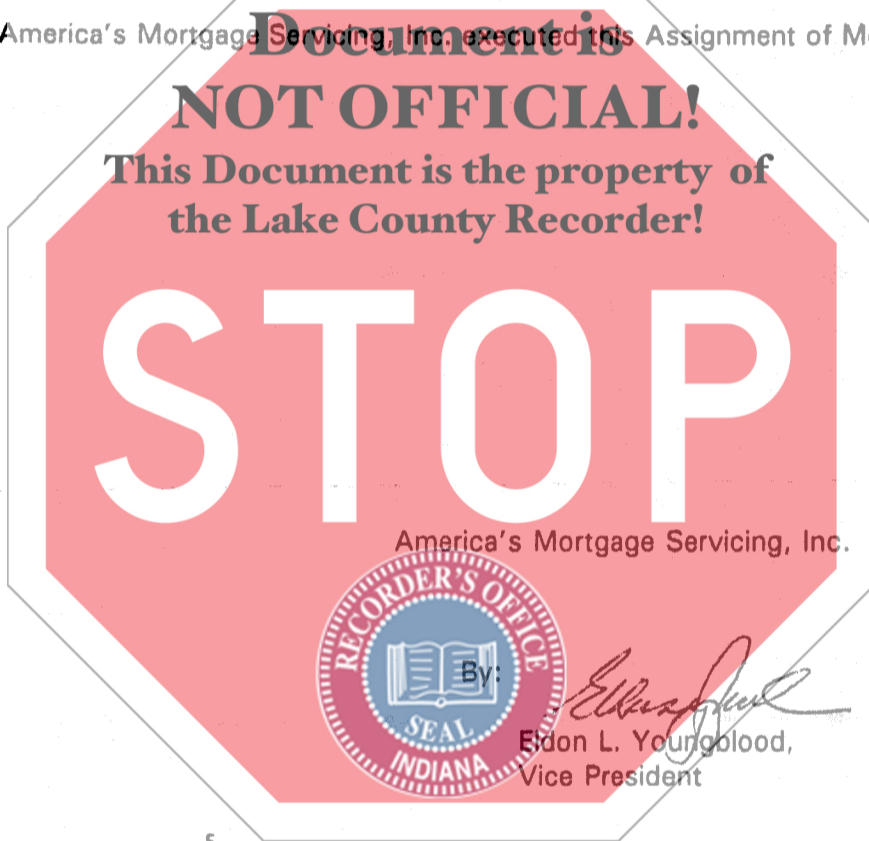 America's Mortgage Servicing, Inc. executed this Assignment of
Document is
NOT OFFICIAL!
This Document is the property of
the Lake County Recorder!
STOP
America's Mortgage Servicing, Inc.
RECORDER'S OFFICE
By:
SEAL
INDIANA
Eldon L. Youngblood,
Vice President